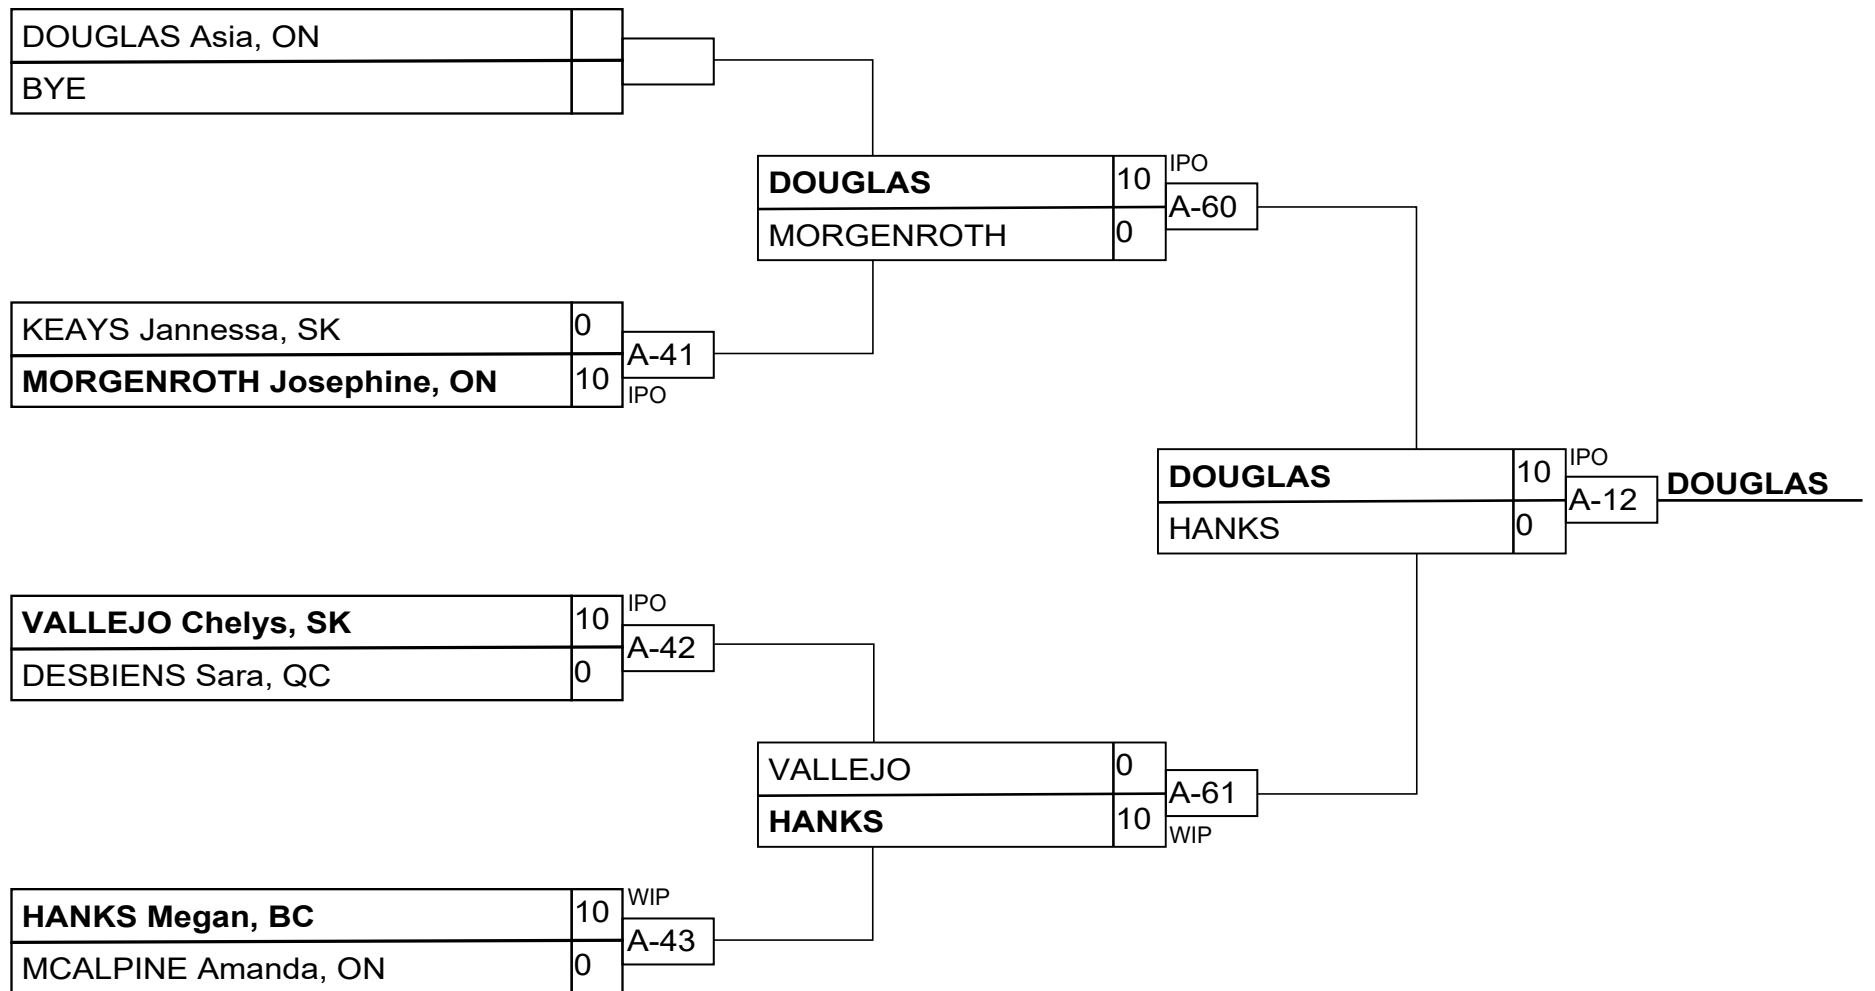 DOUGLAS Asia, ON
BYE
IPO
DOUGLAS 10
A-60
MORGENROTH 0
KEAYS Jannessa, SK 0
A-41
MORGENROTH Josephine, ON 10
IPO
IPO
DOUGLAS 10
A-12
DOUGLAS
HANKS 0
IPO
VALLEJO Chelys, SK 10
A-42
DESBIENS Sara, QC 0
VALLEJO 0
A-61
HANKS 10
WIP
WIP
HANKS Megan, BC 10
A-43
MCALPINE Amanda, ON 0